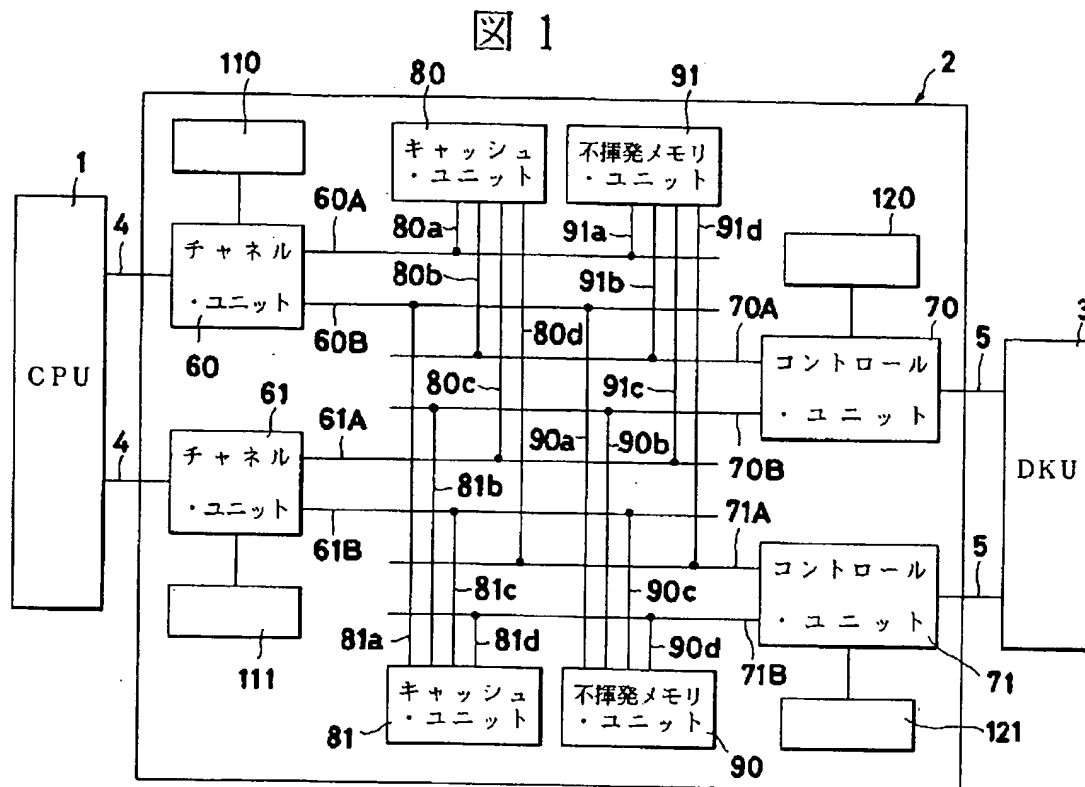 図 1
110
80
91
2
キャッシュ
・ユニット
不揮発メモリ
・ユニット
1
60A
80a
91a
91d
120
4
チャネル
・ユニット
80b
91b
60
60B
80d
70A
70
3
CPU
80c
91c
コントロール
・ユニット
5
61
61A
90a
90b
70B
DKU
4
チャネル
・ユニット
81b
71A
61B
5
81c
90c
コントロール
・ユニット
81a
81d
90d
71B
111
キャッシュ
・ユニット
不揮発メモリ
・ユニット
71
81
90
121